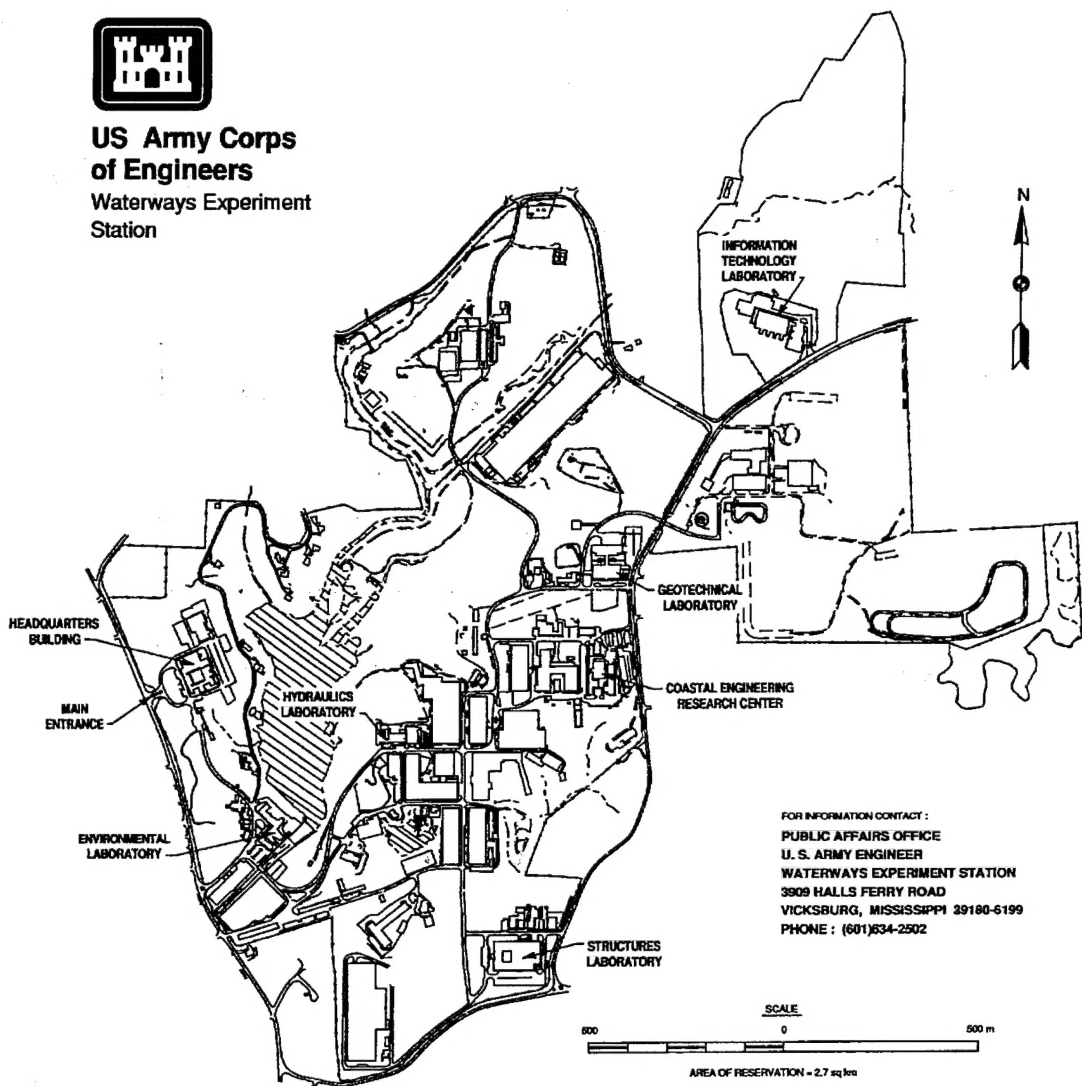 US Army Corps
of Engineers
Waterways Experiment
Station
N
INFORMATION
TECHNOLOGY
LABORATORY
GEOTECHNICAL
LABORATORY
HEADQUARTERS
BUILDING
MAIN
ENTRANCE
HYDRAULICS
LABORATORY
COASTAL ENGINEERING
RESEARCH CENTER
ENVIRONMENTAL
LABORATORY
STRUCTURES
LABORATORY
FOR INFORMATION CONTACT :
PUBLIC AFFAIRS OFFICE
U. S. ARMY ENGINEER
WATERWAYS EXPERIMENT STATION
3909 HALLS FERRY ROAD
VICKSBURG, MISSISSIPPI 39180-6199
PHONE : (601)634-2502
SCALE
500 0 500 m
AREA OF RESERVATION = 2.7 sq km